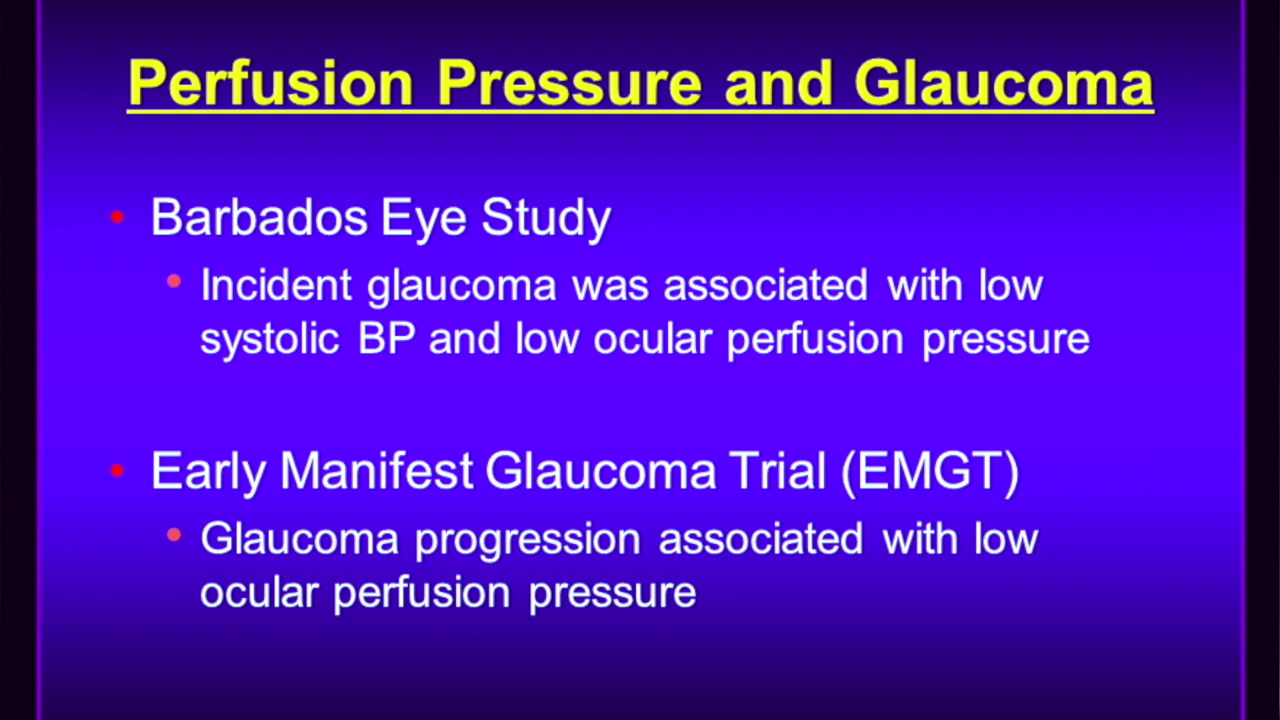 Perfusion Pressure and Glaucoma
• Barbados Eye Study
• Incident glaucoma was associated with low
systolic BP and low ocular perfusion pressure
• Early Manifest Glaucoma Trial (EMGT)
• Glaucoma progression associated with low
ocular perfusion pressure